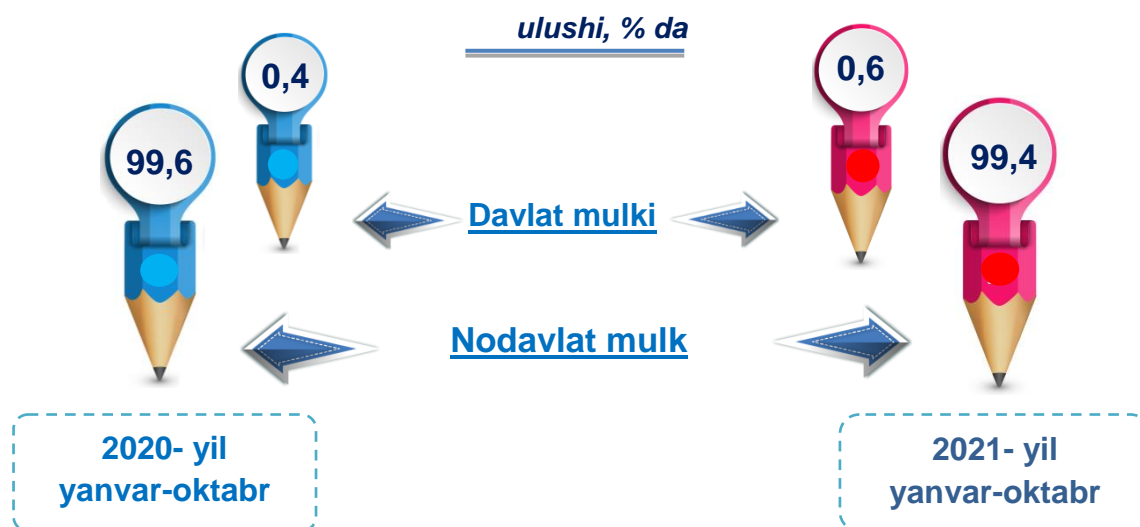 ulushi, % da
0,4
0,6
99,6
99,4
Davlat mulki
Nodavlat mulk
2020- yil
yanvar-oktabr
2021- yil
yanvar-oktabr